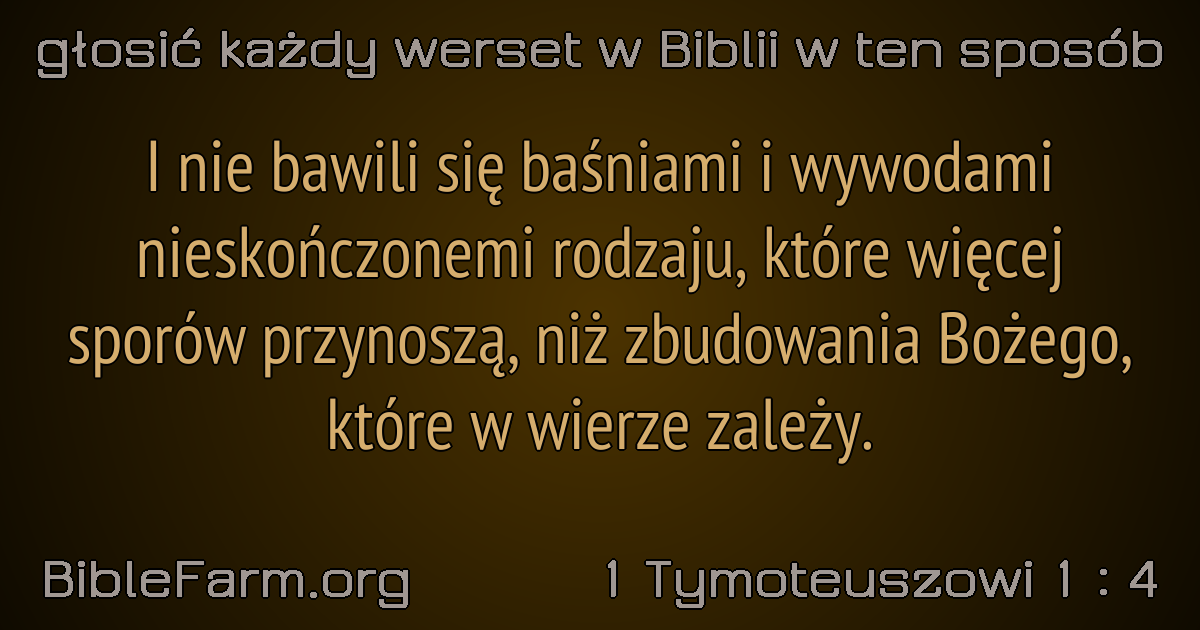 głosić każdy werset w Biblii w ten sposób
I nie bawili się baśniami i wywodami
nieskończonemi rodzaju, które więcej
sporów przynoszą, niż zbudowania Bożego,
które w wierze zależy.
BibleFarm.org
1 Tymoteuszowi 1 : 4